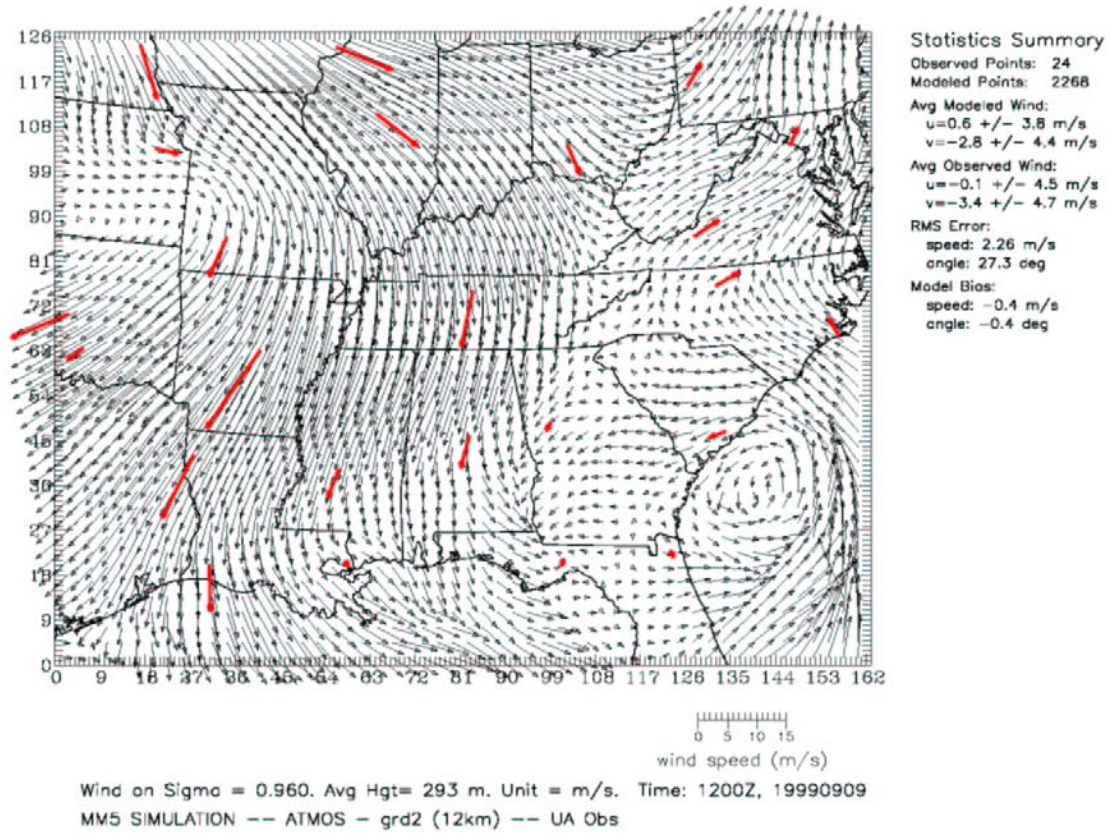 126
117
108
99
90
81
72
63
54
45
36
27
18
9
0
0 9 18 27 36 45 54 63 72 81 90 99 108 117 126 135 144 153 162
Statistics Summary
Observed Points: 24
Modeled Points: 2268
Avg Modeled Wind:
u=0.6 +/- 3.8 m/s
v=-2.8 +/- 4.4 m/s
Avg Observed Wind:
u=-0.1 +/- 4.5 m/s
v=-3.4 +/- 4.7 m/s
RMS Error:
speed: 2.26 m/s
angle: 27.3 deg
Model Bias:
speed: -0.4 m/s
angle: -0.4 deg
0 5 10 15
wind speed (m/s)
Wind on Sigma = 0.960. Avg Hgt= 293 m. Unit = m/s. Time: 1200Z, 19990909
MM5 SIMULATION -- ATMOS - grd2 (12km) -- UA Obs